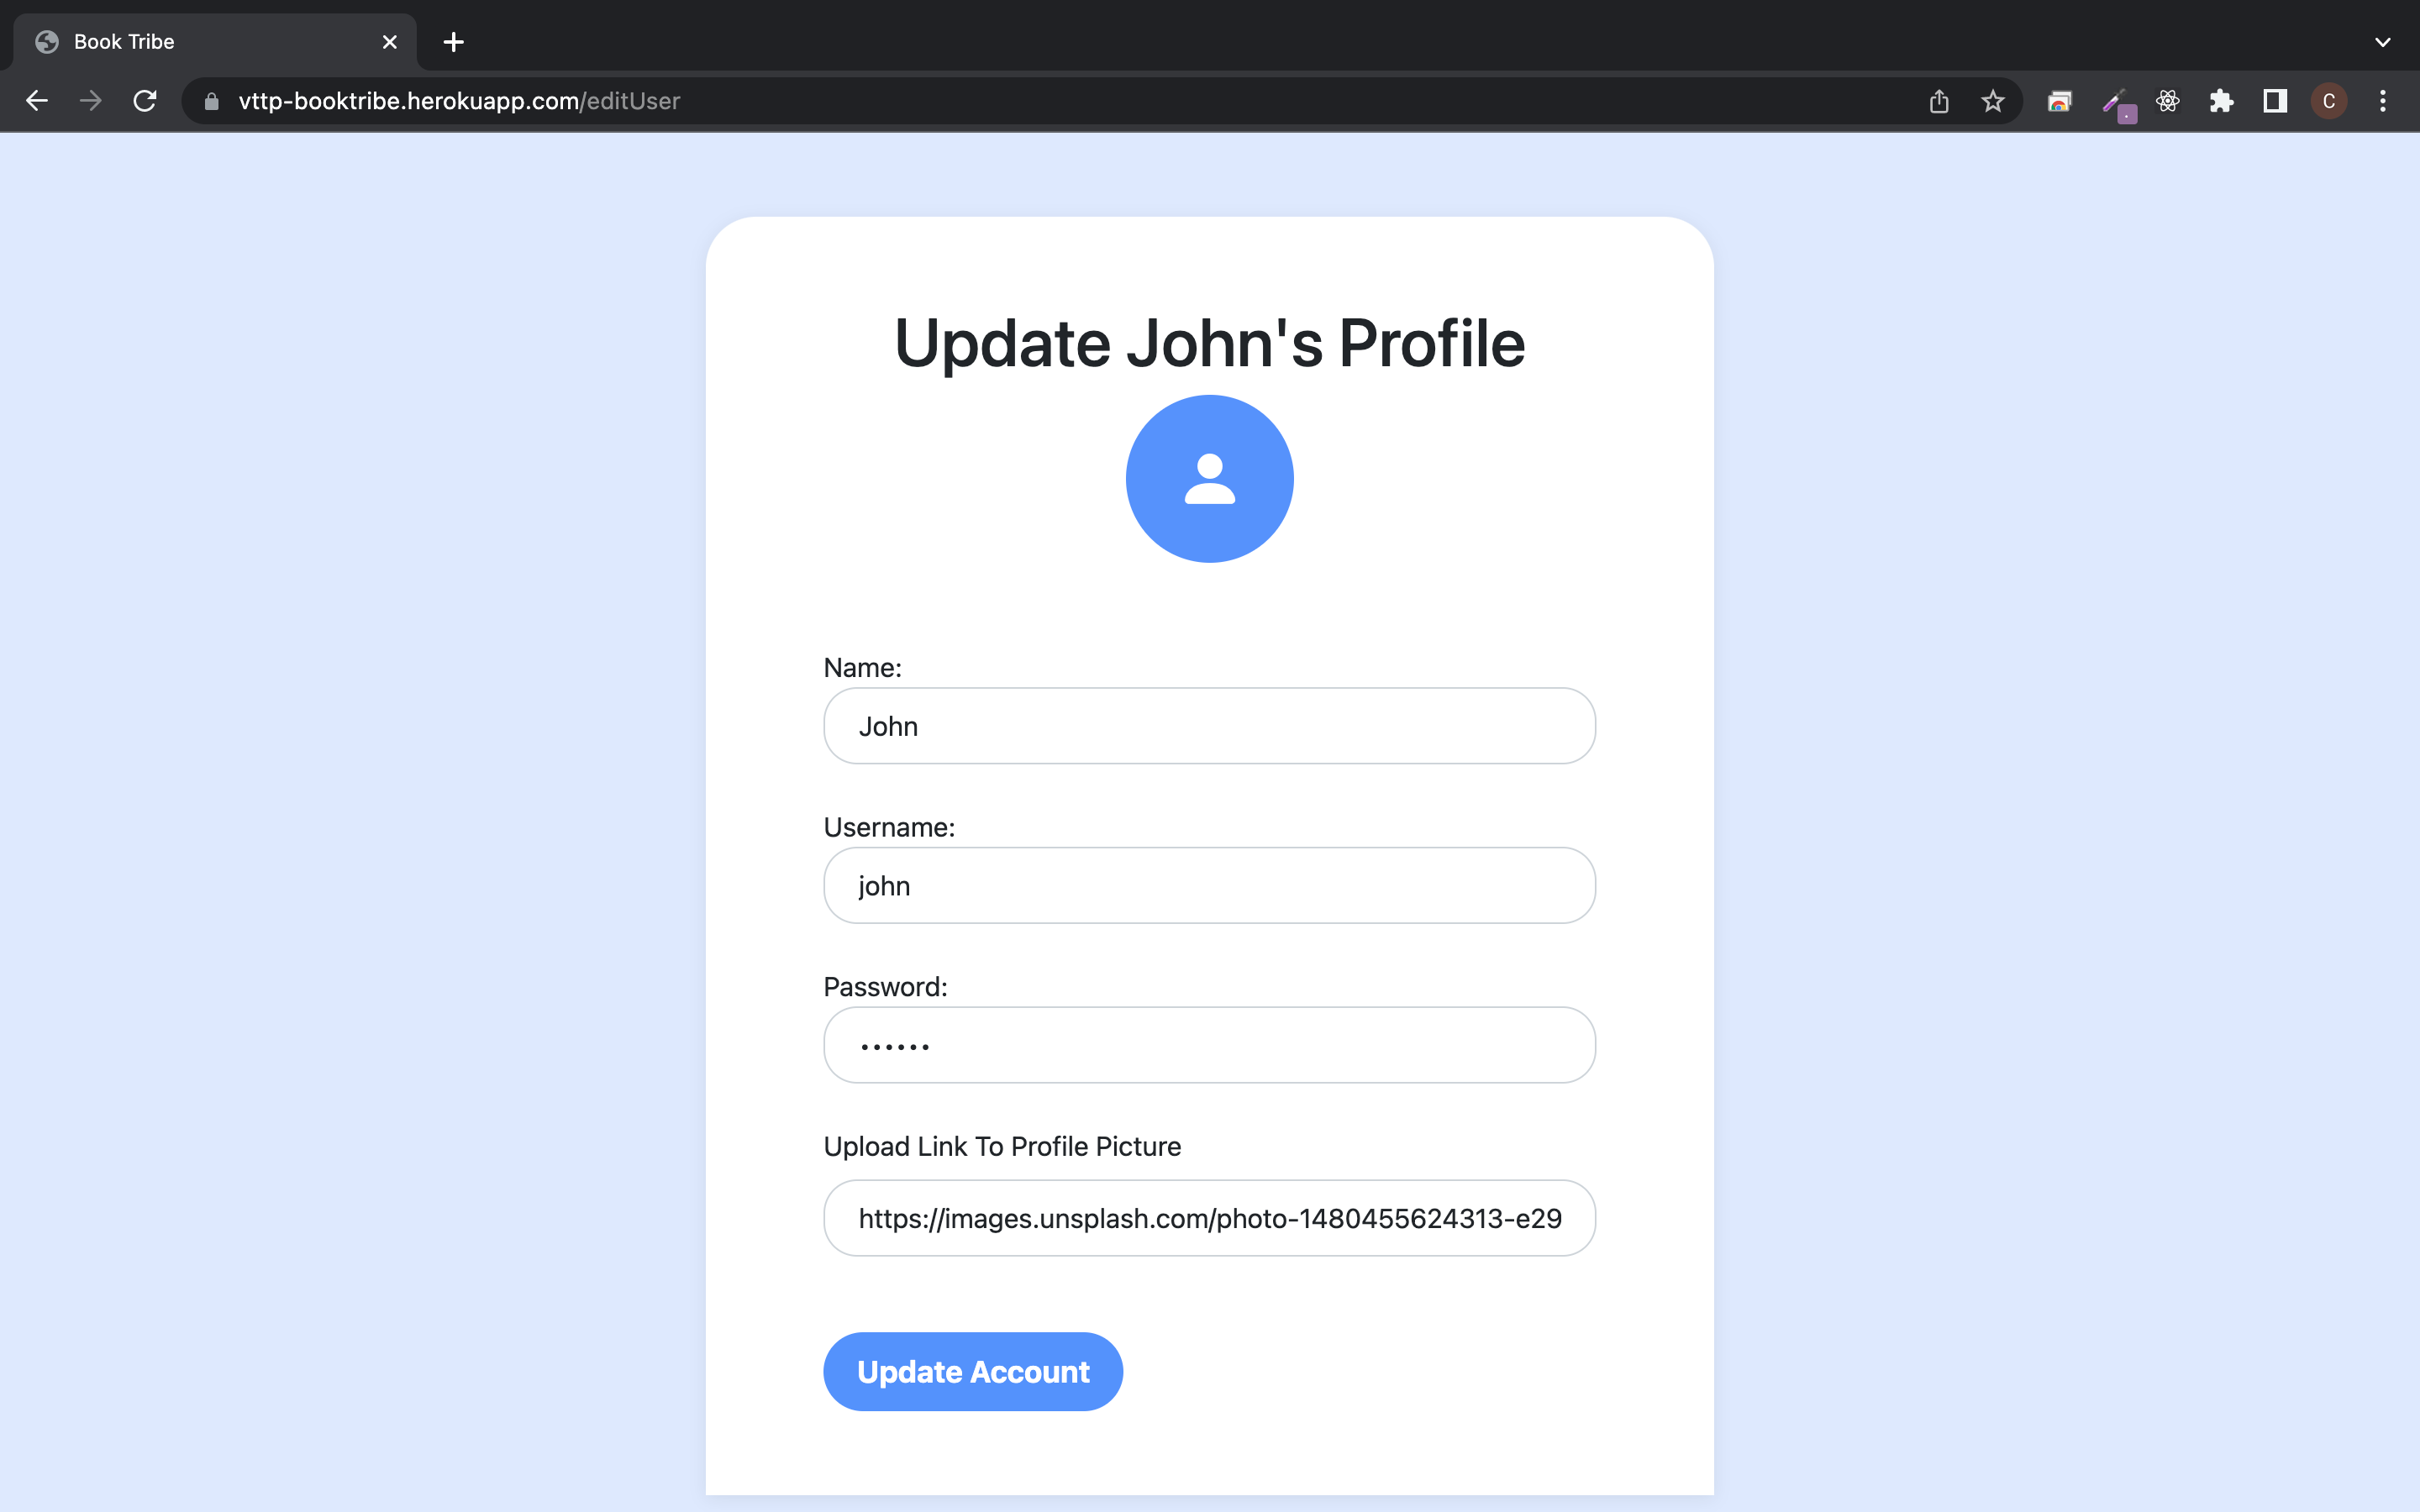 Book Tribe
vttp-booktribe.herokuapp.com/editUser
C
Update John's Profile
Name:
John
Username:
john
Password:
••••••
Upload Link To Profile Picture
https://images.unsplash.com/photo-1480455624313-e29
Update Account